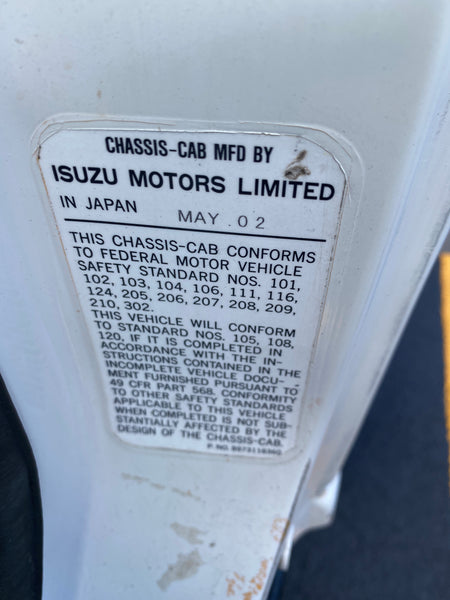 CHASSIS-CAB MFD BY
ISUZU MOTORS LIMITED
IN JAPAN MAY .02
THIS CHASSIS-CAB CONFORMS
TO FEDERAL MOTOR VEHICLE
SAFETY STANDARD NOS. 101,
102, 103, 104, 106, 111, 116,
124, 205, 206, 207, 208, 209,
210, 302.
THIS VEHICLE WILL CONFORM
TO STANDARD NOS. 105, 108,
120, IF IT IS COMPLETED IN
ACCORDANCE WITH THE IN-
STRUCTIONS CONTAINED IN THE
INCOMPLETE VEHICLE DOCU-
MENT FURNISHED PURSUANT TO
49 CFR PART 568. CONFORMITY
TO OTHER SAFETY STANDARDS
APPLICABLE TO THIS VEHICLE
WHEN COMPLETED IS NOT SUB-
STANTIALLY AFFECTED BY THE
DESIGN OF THE CHASSIS-CAB.
P. NO.